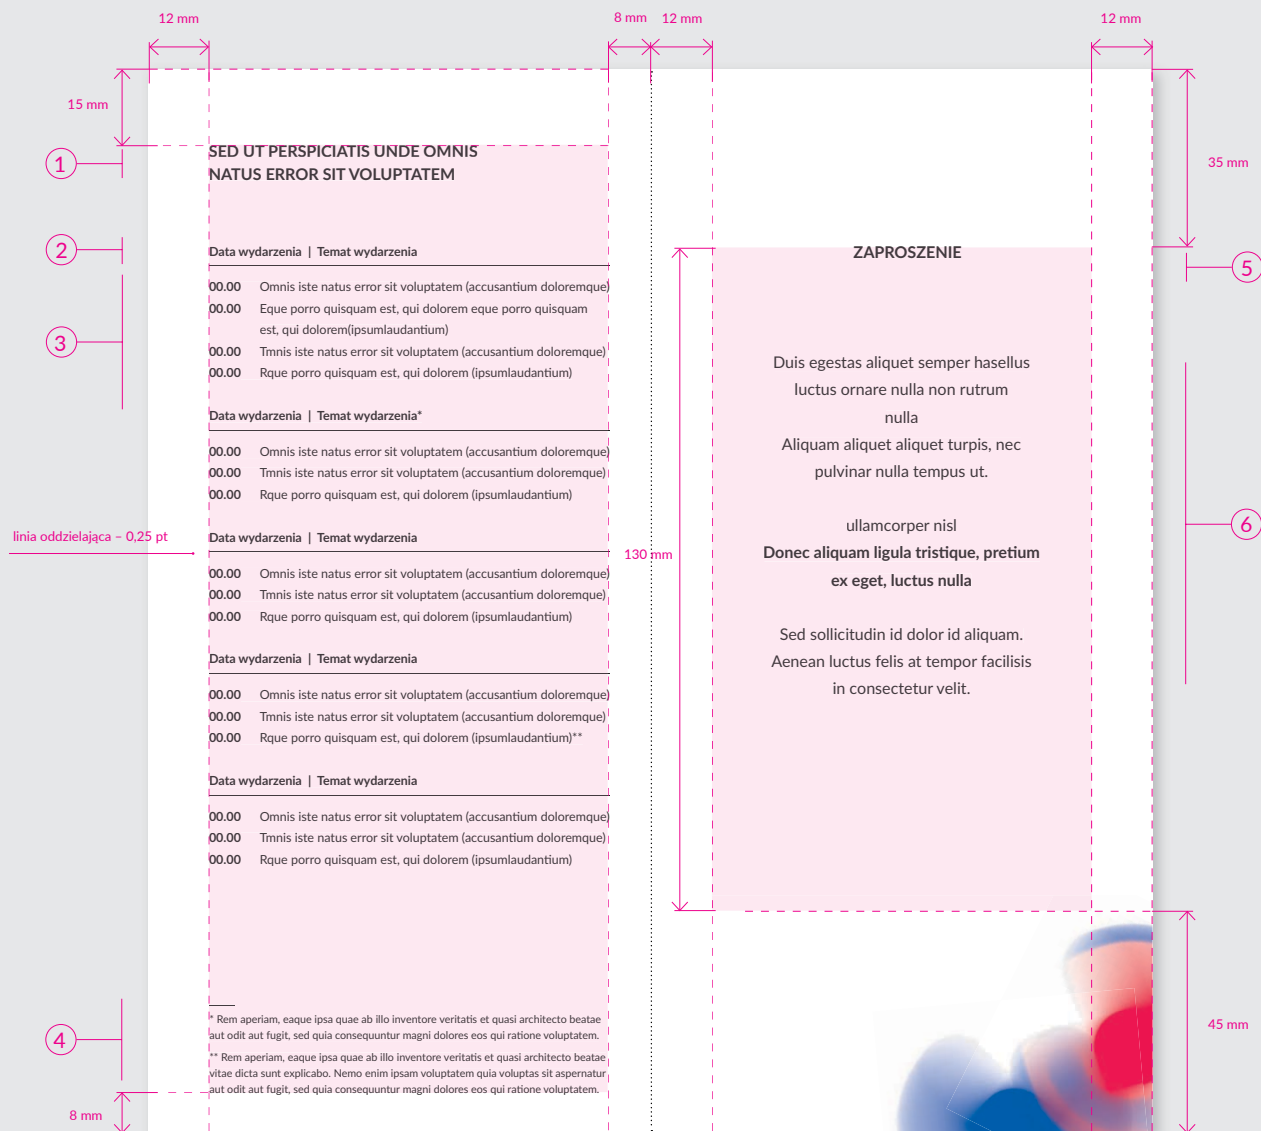 12 mm
8 mm
12 mm
12 mm
15 mm
35 mm
1
SED UT PERSPICIATIS UNDE OMNIS
NATUS ERROR SIT VOLUPTATEM
2
Data wydarzenia | Temat wydarzenia
00.00 Omnis iste natus error sit voluptatem (accusantium doloremque)
00.00 Eque porro quisquam est, qui dolorem eque porro quisquam
est, qui dolorem(ipsumlaudantium)
3
00.00 Tmnis iste natus error sit voluptatem (accusantium doloremque)
00.00 Rque porro quisquam est, qui dolorem (ipsumlaudantium)
Data wydarzenia | Temat wydarzenia*
00.00 Omnis iste natus error sit voluptatem (accusantium doloremque)
00.00 Tmnis iste natus error sit voluptatem (accusantium doloremque)
00.00 Rque porro quisquam est, qui dolorem (ipsumlaudantium)
linia oddzielająca – 0,25 pt
Data wydarzenia | Temat wydarzenia
00.00 Omnis iste natus error sit voluptatem (accusantium doloremque)
00.00 Tmnis iste natus error sit voluptatem (accusantium doloremque)
00.00 Rque porro quisquam est, qui dolorem (ipsumlaudantium)
Data wydarzenia | Temat wydarzenia
00.00 Omnis iste natus error sit voluptatem (accusantium doloremque)
00.00 Tmnis iste natus error sit voluptatem (accusantium doloremque)
00.00 Rque porro quisquam est, qui dolorem (ipsumlaudantium)**
Data wydarzenia | Temat wydarzenia
00.00 Omnis iste natus error sit voluptatem (accusantium doloremque)
00.00 Tmnis iste natus error sit voluptatem (accusantium doloremque)
00.00 Rque porro quisquam est, qui dolorem (ipsumlaudantium)
* Rem aperiam, eaque ipsa quae ab illo inventore veritatis et quasi architecto beatae
aut odit aut fugit, sed quia consequuntur magni dolores eos qui ratione voluptatem.
4
** Rem aperiam, eaque ipsa quae ab illo inventore veritatis et quasi architecto beatae
vitae dicta sunt explicabo. Nemo enim ipsam voluptatem quia voluptas sit aspernatur
aut odit aut fugit, sed quia consequuntur magni dolores eos qui ratione voluptatem.
8 mm
130 mm
ZAPROSZENIE
5
Duis egestas aliquet semper hasellus
luctus ornare nulla non rutrum
nulla
Aliquam aliquet aliquet turpis, nec
pulvinar nulla tempus ut.
ullamcorper nisl
6
Donec aliquam ligula tristique, pretium
ex eget, luctus nulla
Sed sollicitudin id dolor id aliquam.
Aenean luctus felis at tempor facilisis
in consectetur velit.
45 mm